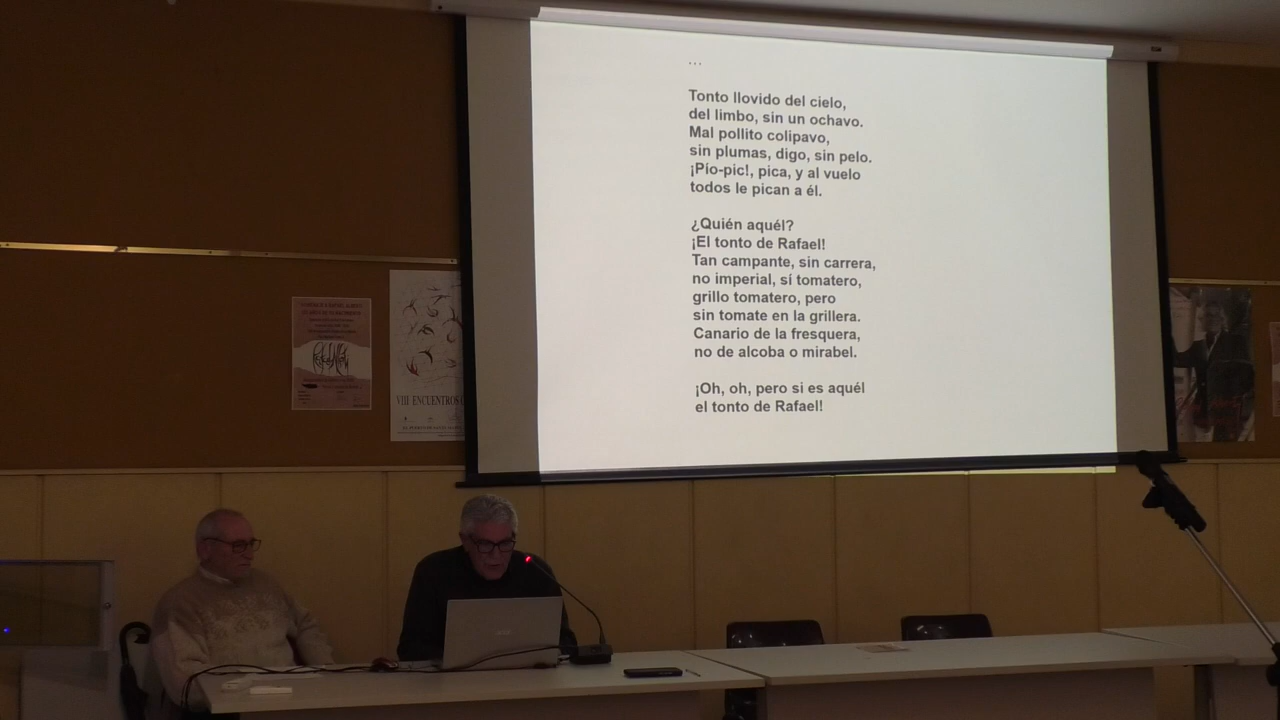 ...
Tonto llovido del cielo,
del limbo, sin un ochavo.
Mal pollito colipavo,
sin plumas, digo, sin pelo.
¡Pío-pic!, pica, y al vuelo
todos le pican a él.
¿Quién aquél?
¡El tonto de Rafael!
Tan campante, sin carrera,
no imperial, sí tomatero,
grillo tomatero, pero
sin tomate en la grillera.
Canario de la fresquera,
no de alcoba o mirabel.
¡Oh, oh, pero si es aquél
el tonto de Rafael!
VIII ENCUENTROS